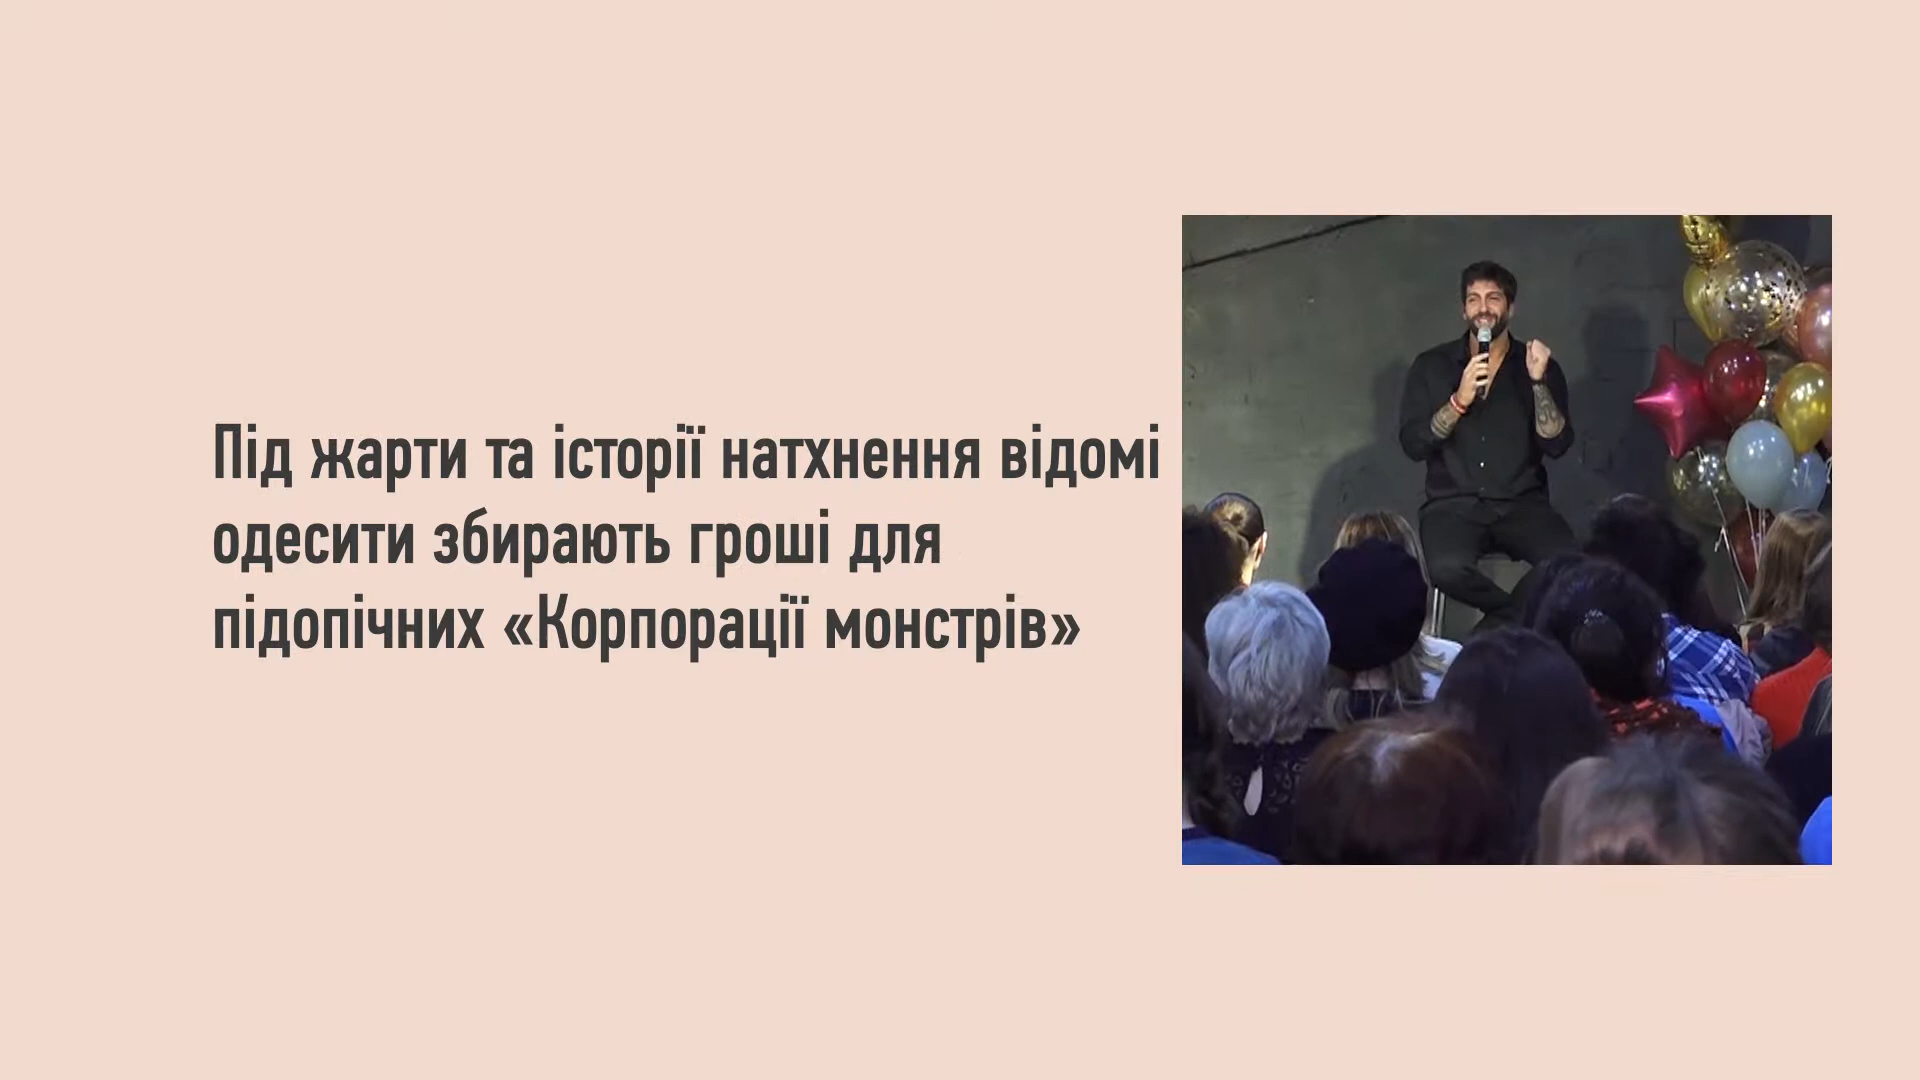 Під жарти та історії натхнення відомі
одесити збирають гроші для
підопічних «Корпорації монстрів»